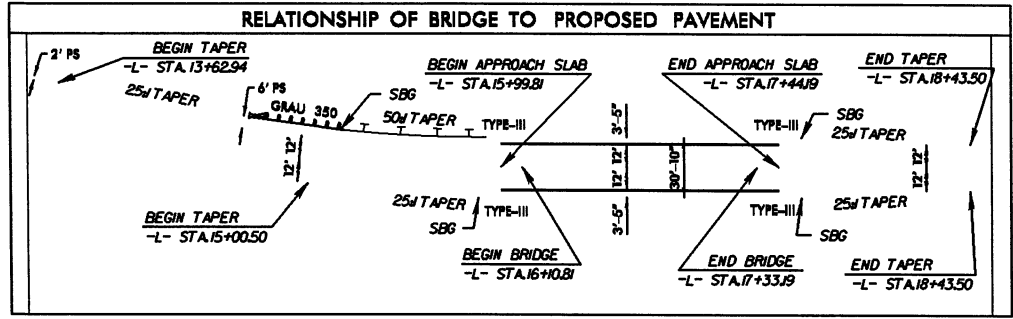 RELATIONSHIP OF BRIDGE TO PROPOSED PAVEMENT
2' PS
BEGIN TAPER
-L- STA.13+62.94
25:1 TAPER
6' PS
GRAU 350
SBG
50:1 TAPER
TYPE-III
BEGIN APPROACH SLAB
-L- STA.15+99.81
END APPROACH SLAB
-L- STA.17+44.19
END TAPER
-L- STA.18+43.50
TYPE-III
SBG
25:1 TAPER
12' 12'
3'-5"
12' 12'
3'-5"
30'-10"
12' 12'
BEGIN TAPER
-L- STA.15+00.50
25:1 TAPER
SBG
TYPE-III
BEGIN BRIDGE
-L- STA.16+10.81
END BRIDGE
-L- STA.17+33.19
TYPE-III
SBG
25:1 TAPER
END TAPER
-L- STA.18+43.50